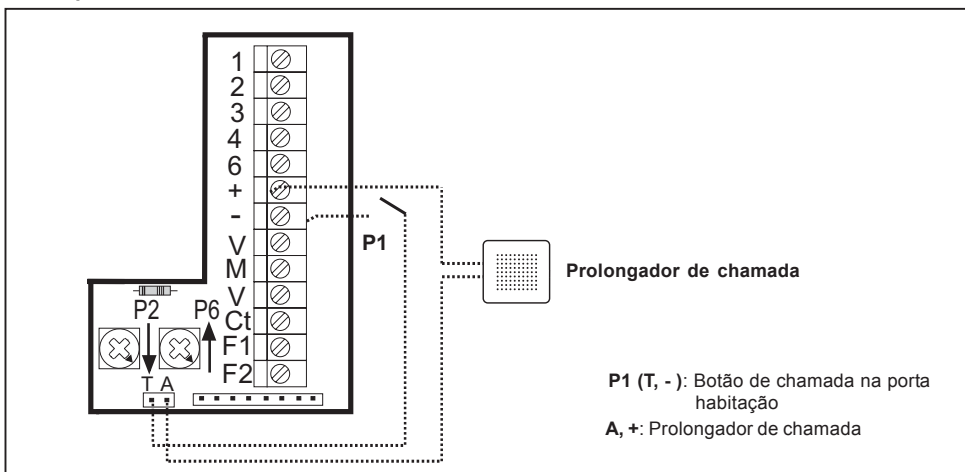 1
2
3
4
6
+
-
V
M
V
Ct
F1
F2
P2
P6
T A
P1
Prolongador de chamada
P1 (T, - ): Botão de chamada na porta
habitação
A, +: Prolongador de chamada